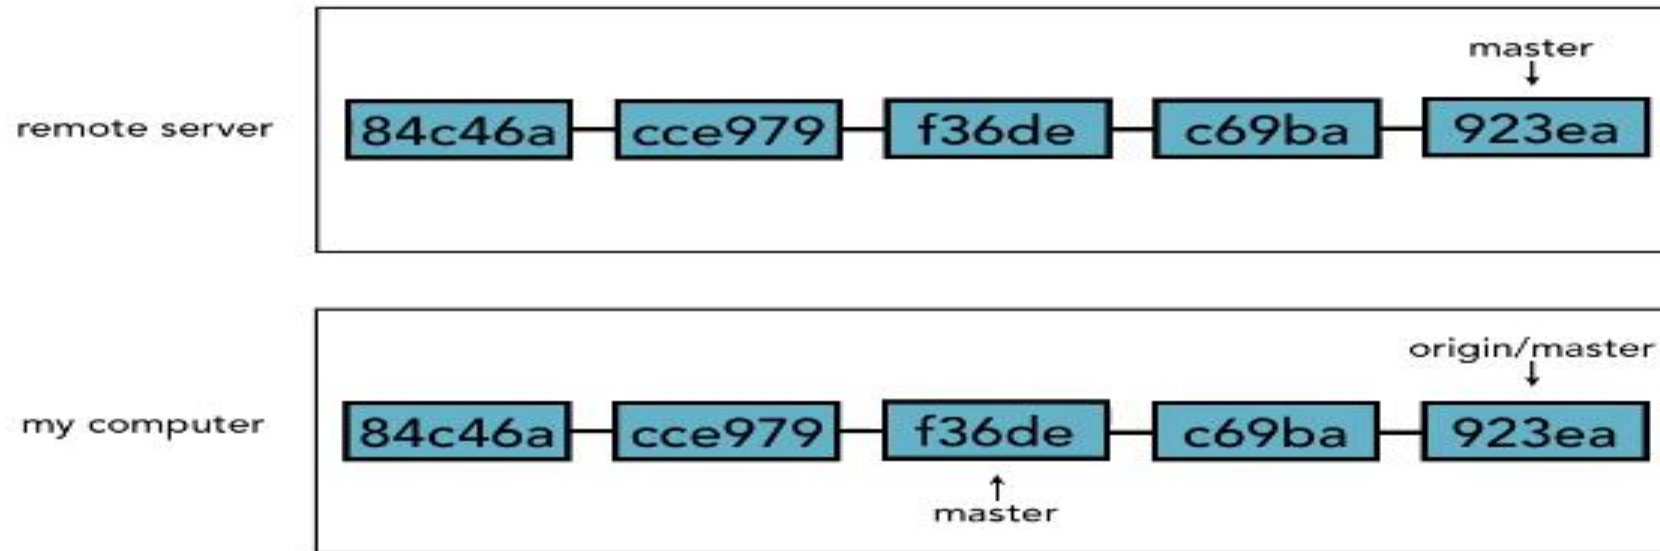 master
remote server
84c46a
cce979
f36de
c69ba
923ea
origin/master
my computer
84c46a
cce979
f36de
c69ba
923ea
master